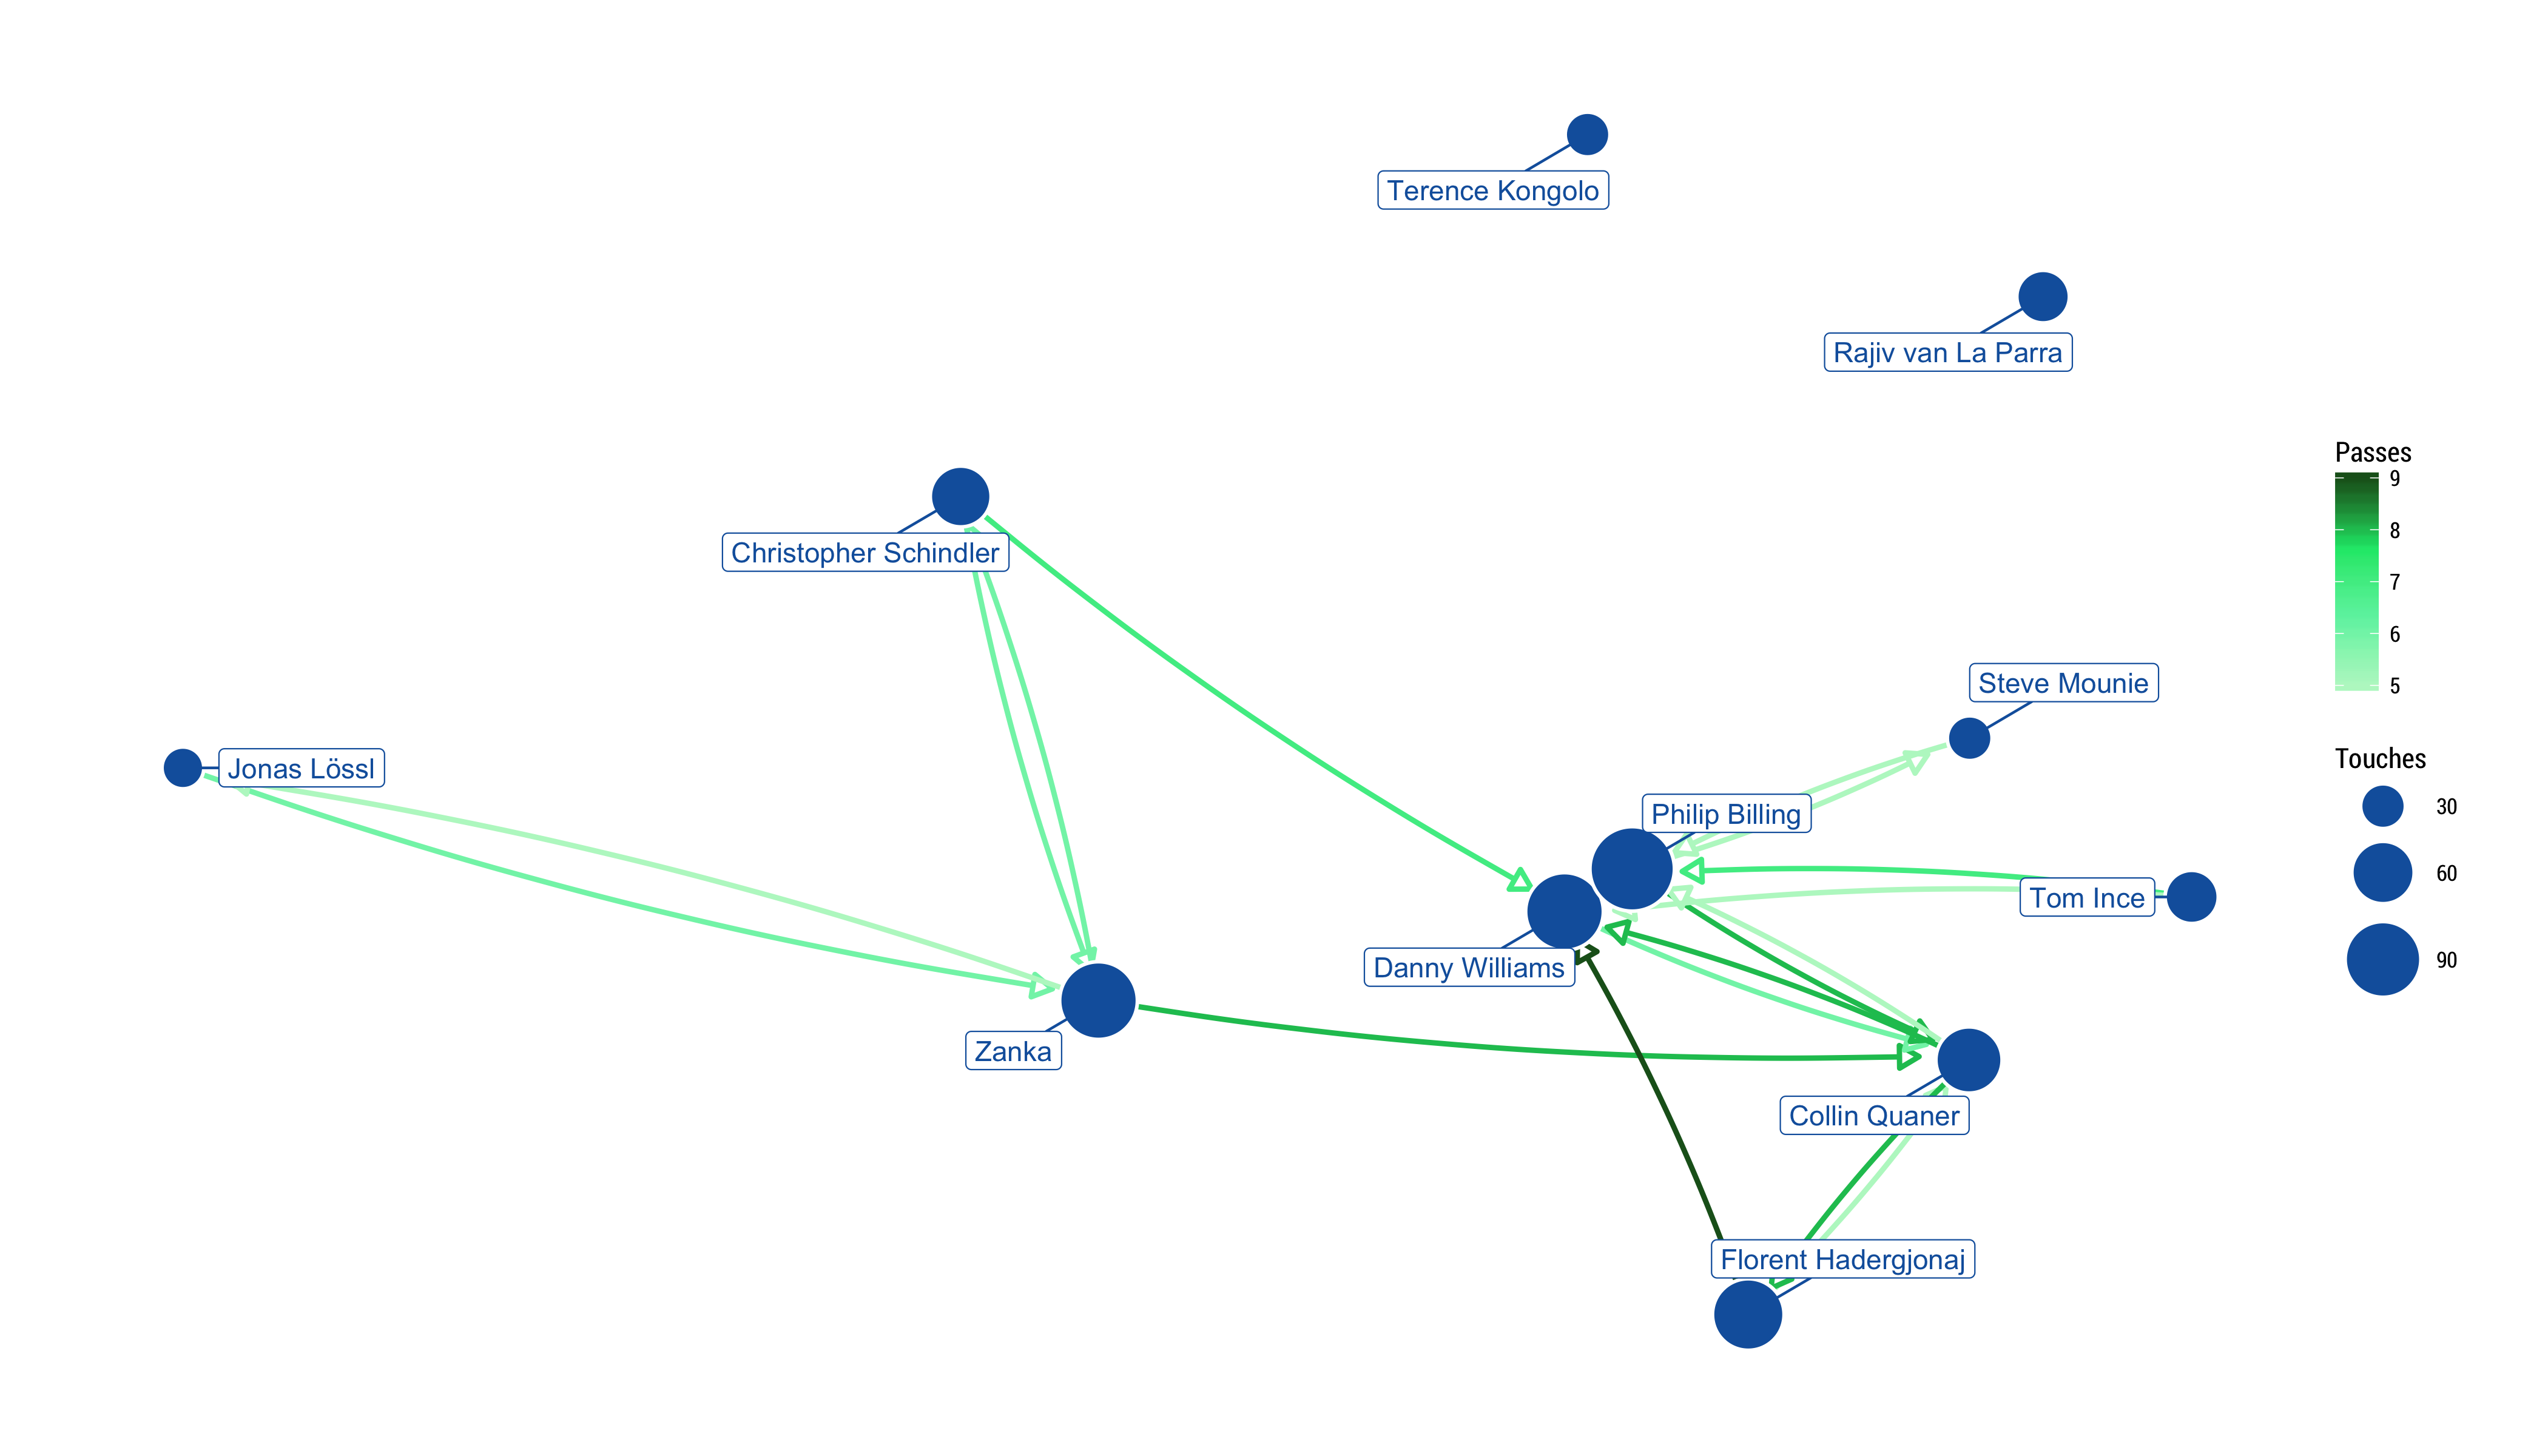 Terence Kongolo
Rajiv van La Parra
Christopher Schindler
Steve Mounie
Jonas Lössl
Philip Billing
Tom Ince
Danny Williams
Zanka
Collin Quaner
Florent Hadergjonaj
Passes
9
8
7
6
5
Touches
30
60
90